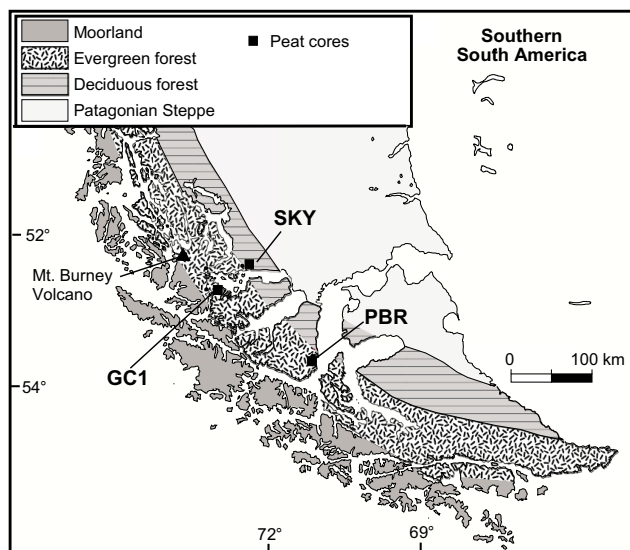 Moorland
Evergreen forest
Deciduous forest
Patagonian Steppe
Peat cores
Southern
South America
52°
SKY
Mt. Burney
Volcano
PBR
GC1
0 100 km
54°
72° 69°